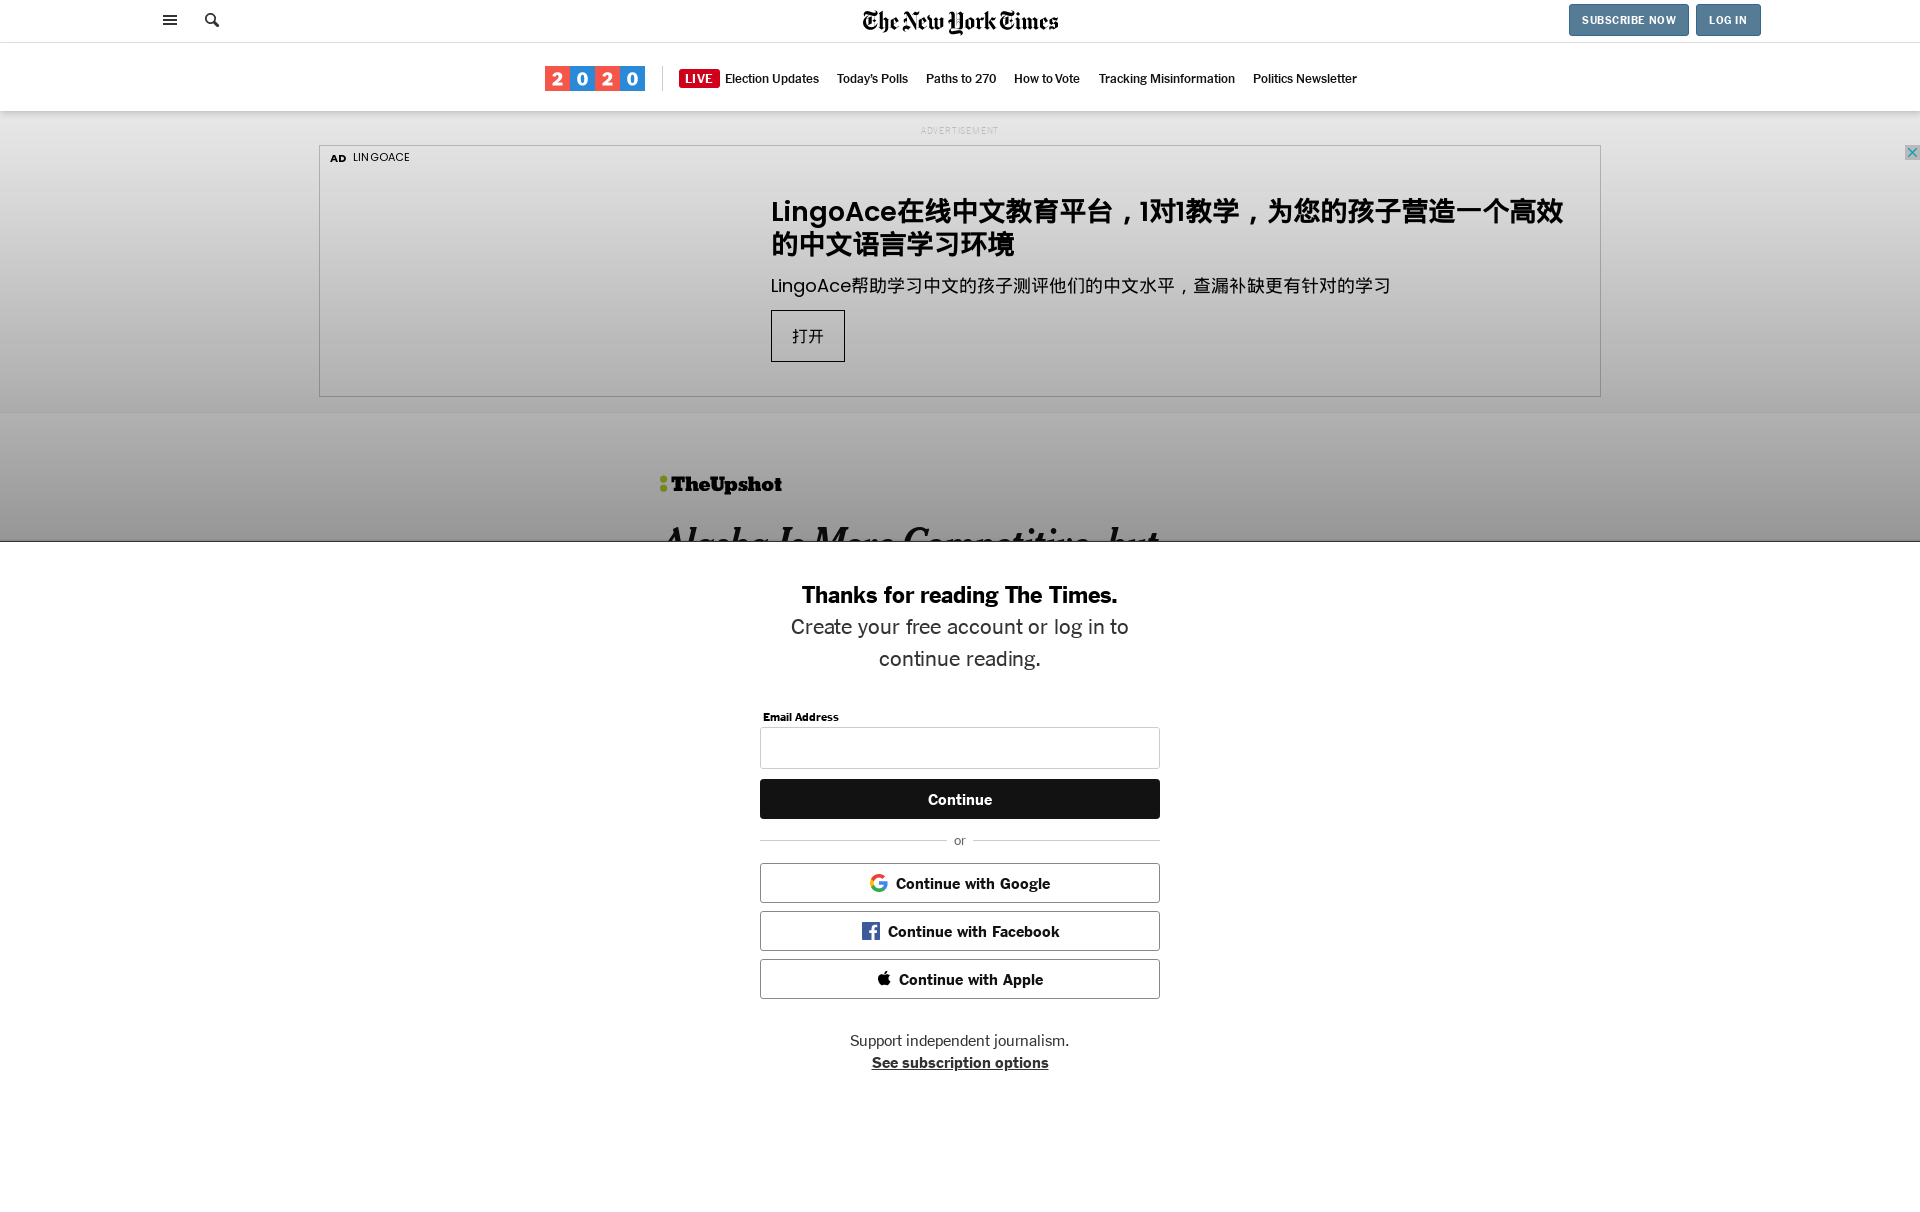 The New York Times
SUBSCRIBE NOW
LOG IN
2020
LIVE Election Updates Today's Polls Paths to 270 How to Vote Tracking Misinformation Politics Newsletter
ADVERTISEMENT
AD LINGOACE
LingoAce在线中文教育平台，1对1教学，为您的孩子营造一个高效
的中文语言学习环境
LingoAce帮助学习中文的孩子测评他们的中文水平，查漏补缺更有针对的学习
打开
TheUpshot
Alaska Is More Competitive, but
Thanks for reading The Times.
Create your free account or log in to
continue reading.
Email Address
Continue
or
Continue with Google
Continue with Facebook
Continue with Apple
Support independent journalism.
See subscription options